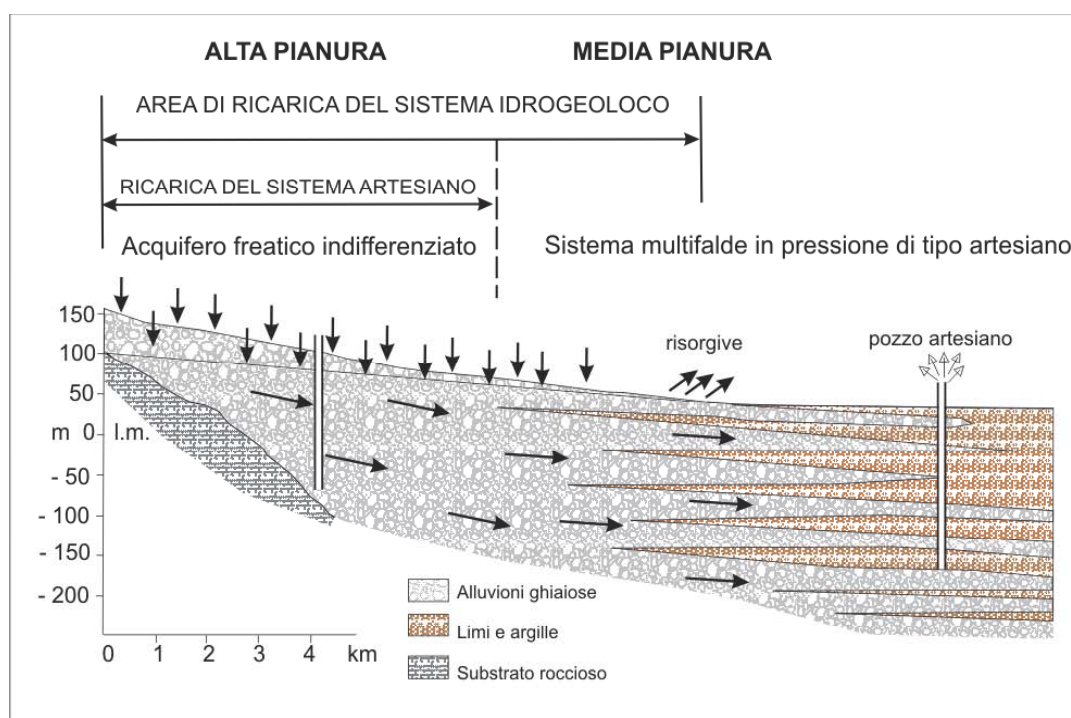 ALTA PIANURA
MEDIA PIANURA
AREA DI RICARICA DEL SISTEMA IDROGEOLOCO
RICARICA DEL SISTEMA ARTESIANO
Acquifero freatico indifferenziato
Sistema multifalde in pressione di tipo artesiano
150
100
50
m 0 l.m.
- 50
- 100
- 150
- 200
risorgive
pozzo artesiano
Alluvioni ghiaiose
Limi e argille
Substrato roccioso
0 1 2 3 4 km